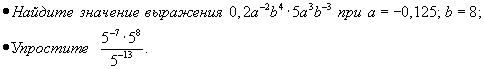 • Найдите значение выражения 0,2a⁻²b⁴ · 5a³b⁻³ при a = −0,125; b = 8;
• Упростите (5⁻⁷ · 5⁸)/5⁻¹³.